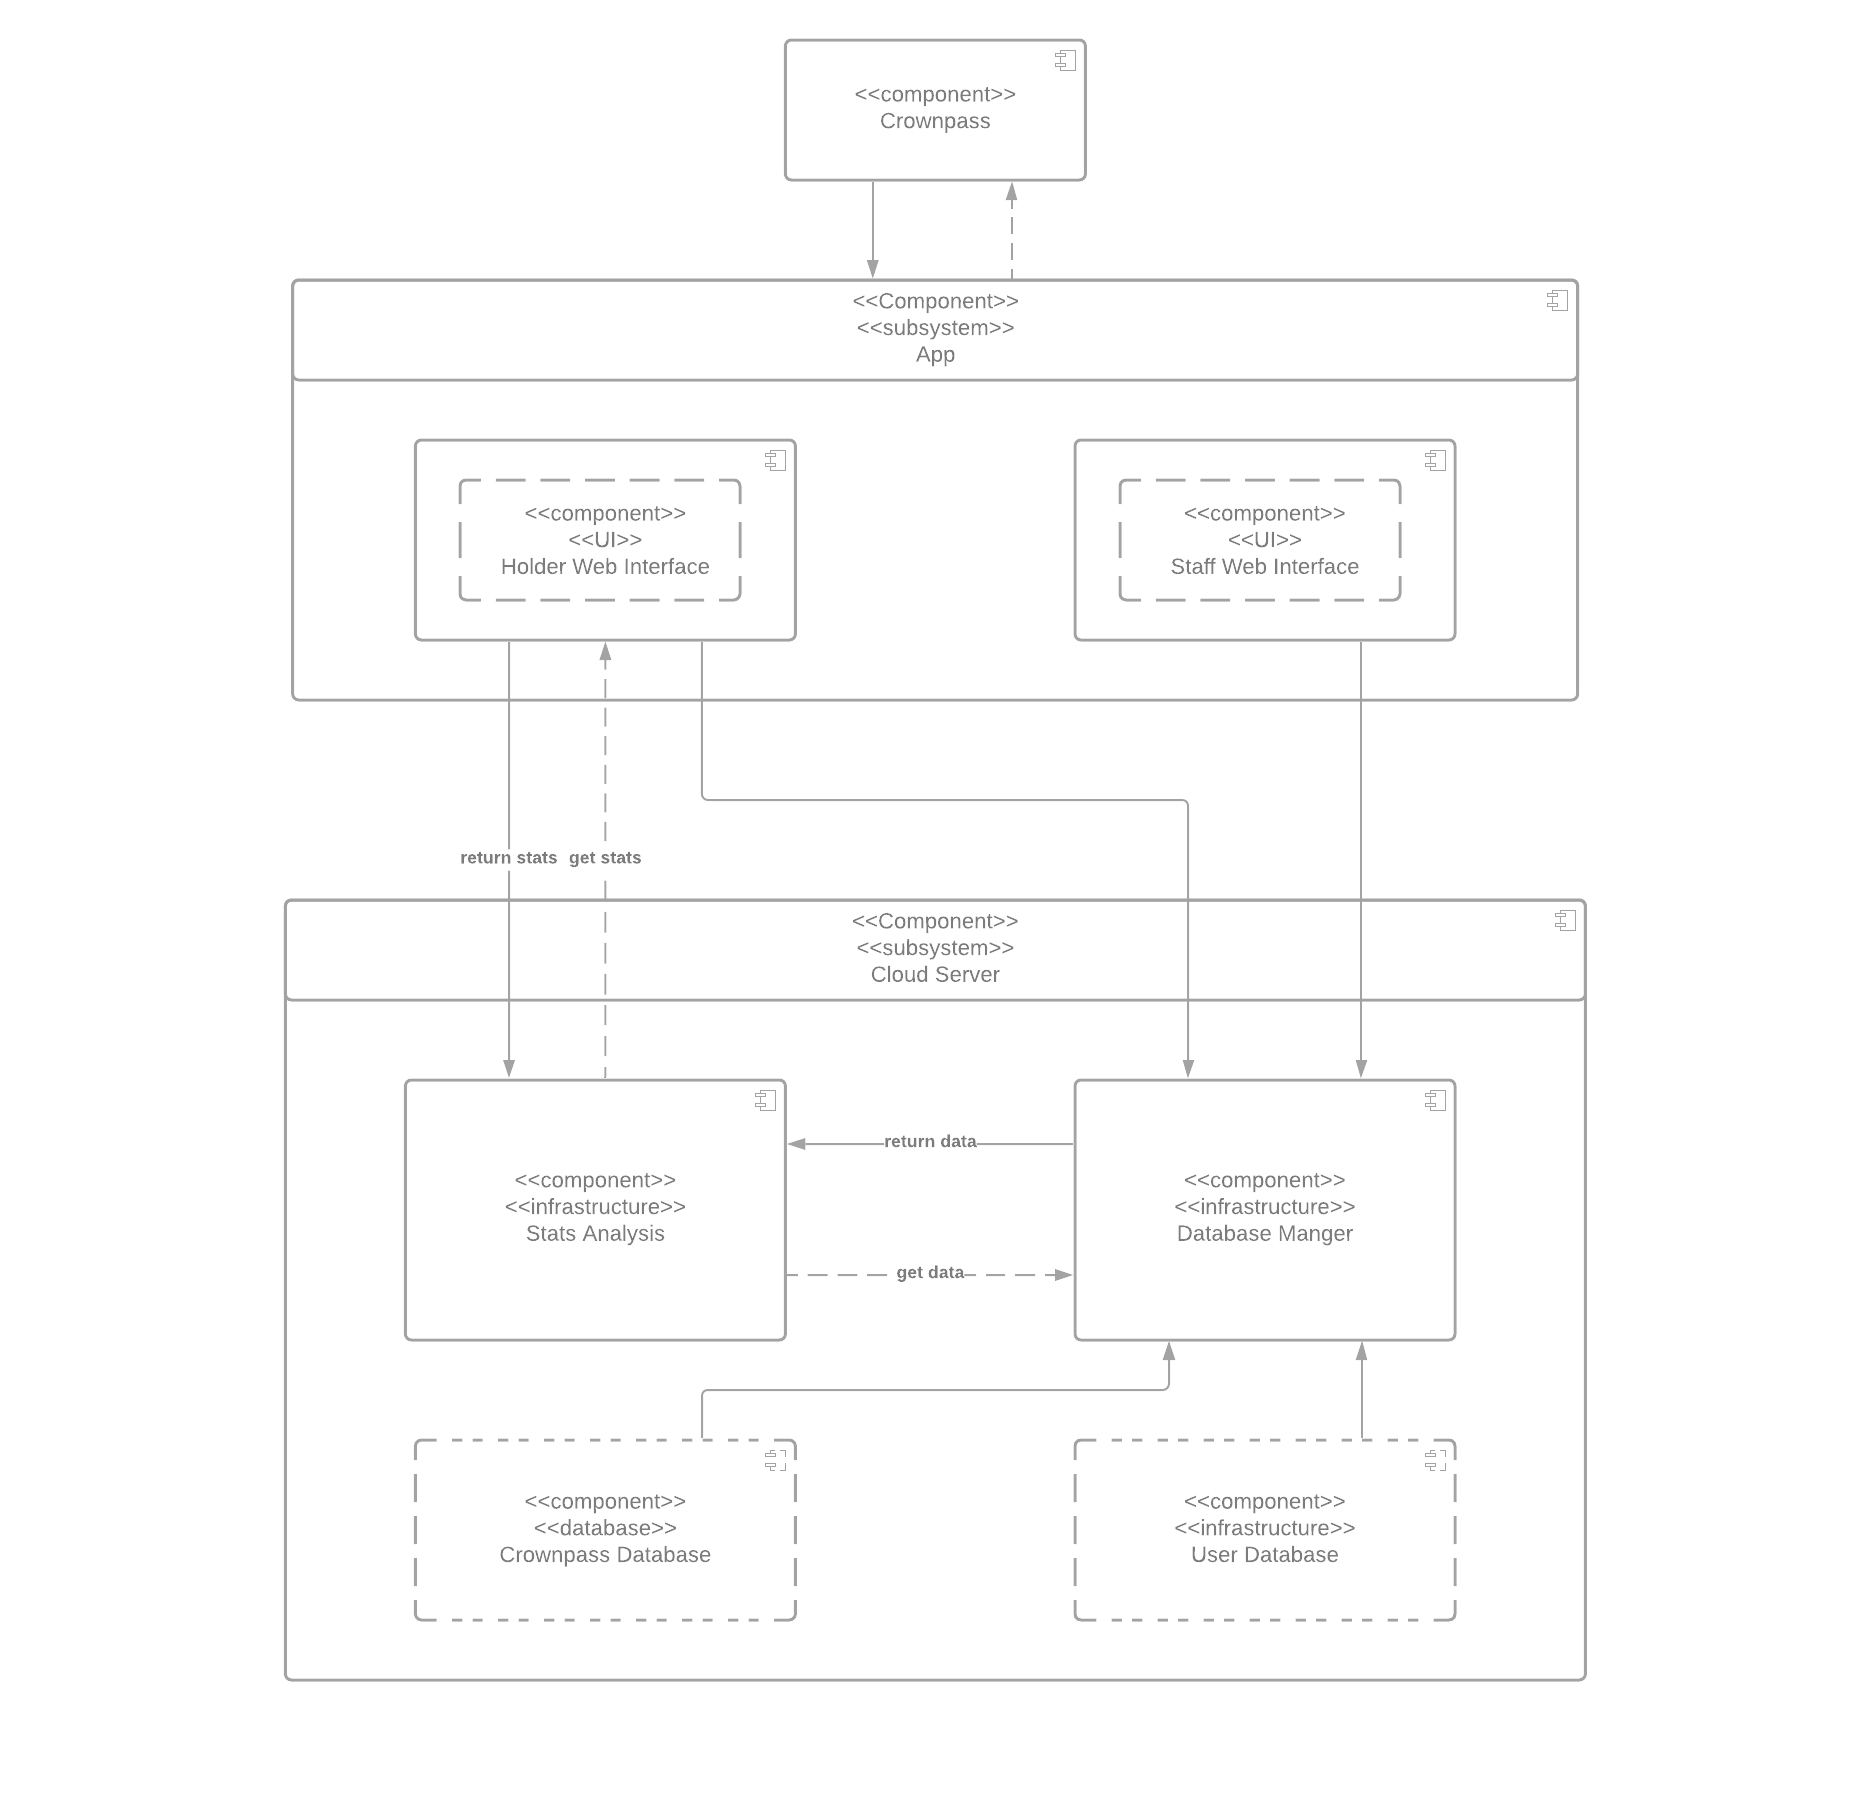 <<component>>
Crownpass
<<Component>>
<<subsystem>>
App
<<component>>
<<UI>>
Holder Web Interface
<<component>>
<<UI>>
Staff Web Interface
return stats
get stats
<<Component>>
<<subsystem>>
Cloud Server
<<component>>
<<infrastructure>>
Stats Analysis
return data
get data
<<component>>
<<infrastructure>>
Database Manger
<<component>>
<<database>>
Crownpass Database
<<component>>
<<infrastructure>>
User Database